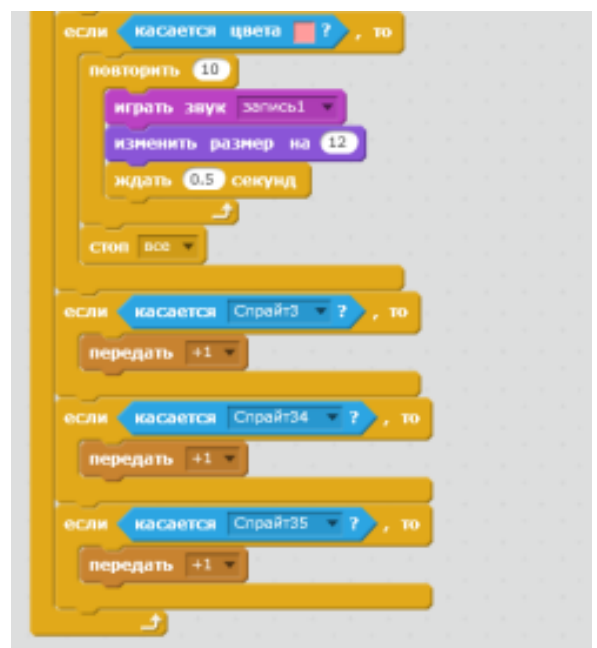 если касается цвета ? , то
повторить 10
играть звук запись1
изменить размер на 12
ждать 0.5 секунд
стоп все
если касается Спрайт3 ? , то
передать +1
если касается Спрайт34 ? , то
передать +1
если касается Спрайт35 ? , то
передать +1